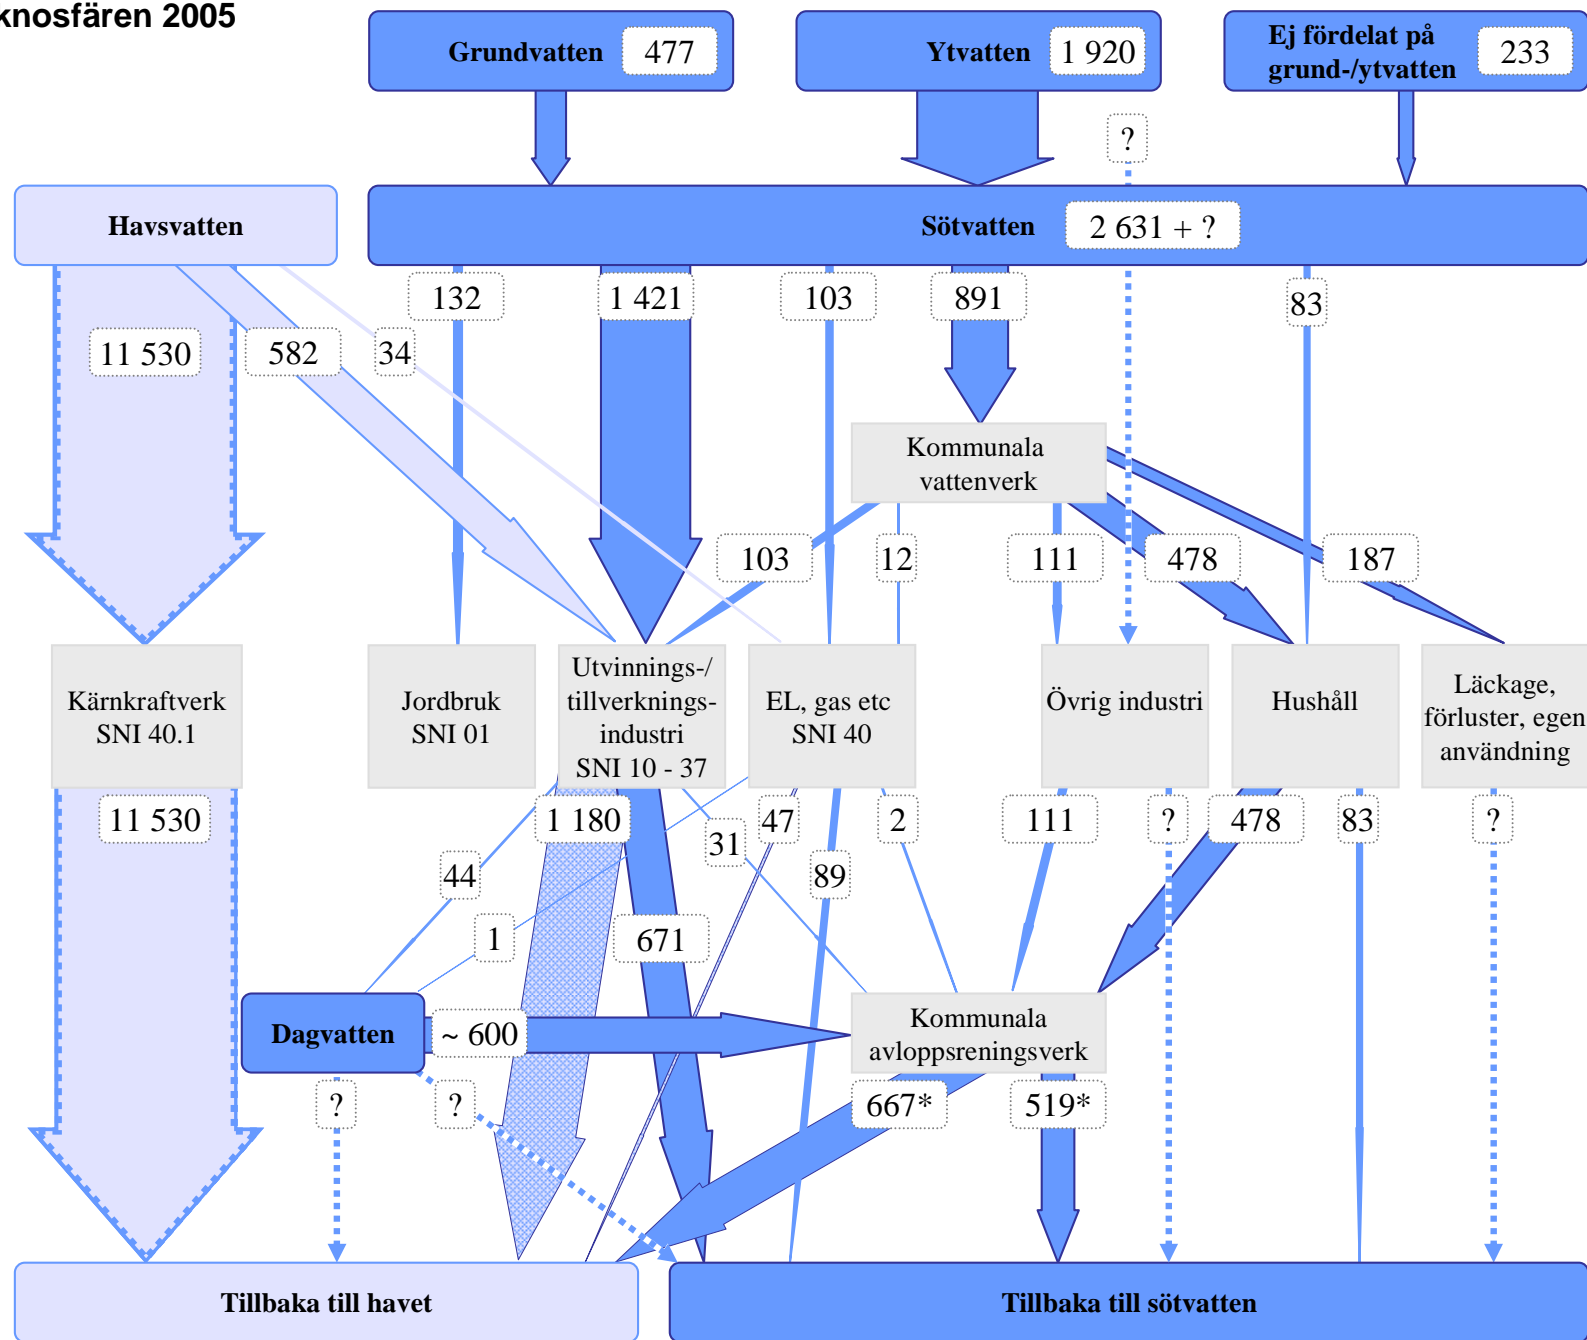 knosfären 2005
Grundvatten 477
Ytvatten 1 920
Ej fördelat på
grund-/ytvatten 233
?
Havsvatten
Sötvatten 2 631 + ?
132
1 421
103
891
83
11 530
582
34
Kommunala
vattenverk
103
12
111
478
187
Kärnkraftverk
SNI 40.1
Jordbruk
SNI 01
Utvinnings-/
tillverknings-
industri
SNI 10 - 37
EL, gas etc
SNI 40
Övrig industri
Hushåll
Läckage,
förluster, egen
användning
11 530
1 180
47
2
111
?
478
83
?
31
44
89
1
671
Dagvatten
~ 600
Kommunala
avloppsreningsverk
?
?
667*
519*
Tillbaka till havet
Tillbaka till sötvatten